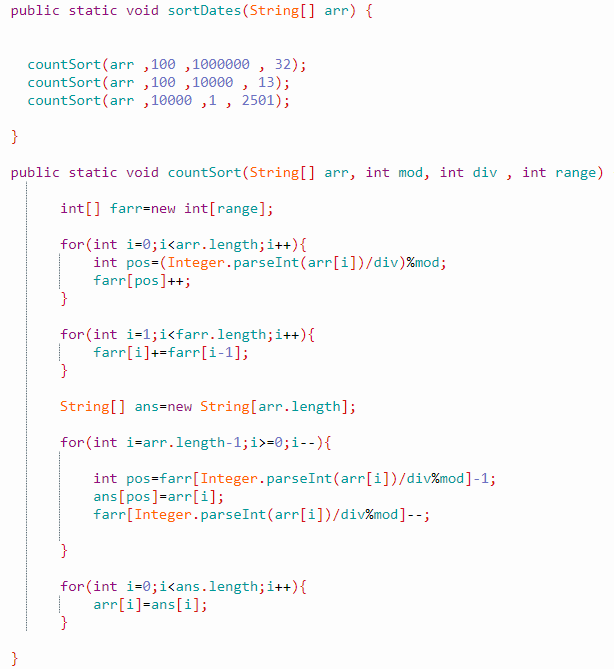 public static void sortDates(String[] arr) {
countSort(arr ,100 ,1000000 , 32);
countSort(arr ,100 ,10000 , 13);
countSort(arr ,10000 ,1 , 2501);
}
public static void countSort(String[] arr, int mod, int div , int range)
int[] farr=new int[range];
for(int i=0;i<arr.length;i++){
int pos=(Integer.parseInt(arr[i])/div)%mod;
farr[pos]++;
}
for(int i=1;i<farr.length;i++){
farr[i]+=farr[i-1];
}
String[] ans=new String[arr.length];
for(int i=arr.length-1;i>=0;i--){
int pos=farr[Integer.parseInt(arr[i])/div%mod]-1;
ans[pos]=arr[i];
farr[Integer.parseInt(arr[i])/div%mod]--;
}
for(int i=0;i<ans.length;i++){
arr[i]=ans[i];
}
}